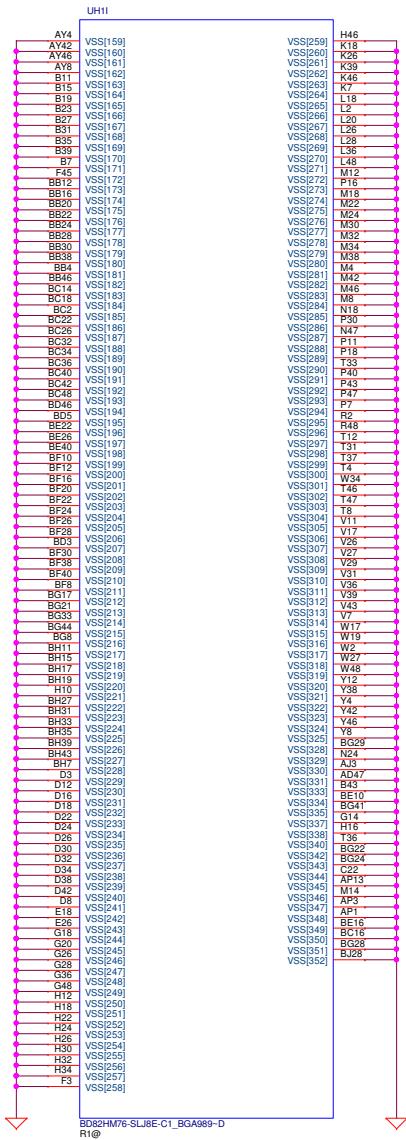 UH1I
AY4 VSS[159] VSS[259] H46
AY42 VSS[160] VSS[260] K18
AY46 VSS[161] VSS[261] K26
AY8 VSS[162] VSS[262] K39
B11 VSS[163] VSS[263] K46
B15 VSS[164] VSS[264] K7
B19 VSS[165] VSS[265] L18
B23 VSS[166] VSS[266] L2
B27 VSS[167] VSS[267] L20
B31 VSS[168] VSS[268] L26
B35 VSS[169] VSS[269] L28
B39 VSS[170] VSS[270] L36
B7 VSS[171] VSS[271] L48
F45 VSS[172] VSS[272] M12
BB12 VSS[173] VSS[273] P16
BB16 VSS[174] VSS[274] M18
BB20 VSS[175] VSS[275] M22
BB22 VSS[176] VSS[276] M24
BB24 VSS[177] VSS[277] M30
BB28 VSS[178] VSS[278] M32
BB30 VSS[179] VSS[279] M34
BB38 VSS[180] VSS[280] M38
BB4 VSS[181] VSS[281] M4
BB46 VSS[182] VSS[282] M42
BC14 VSS[183] VSS[283] M46
BC18 VSS[184] VSS[284] M8
BC2 VSS[185] VSS[285] N18
BC22 VSS[186] VSS[286] P30
BC26 VSS[187] VSS[287] N47
BC32 VSS[188] VSS[288] P11
BC34 VSS[189] VSS[289] P18
BC36 VSS[190] VSS[290] T33
BC40 VSS[191] VSS[291] P40
BC42 VSS[192] VSS[292] P43
BC48 VSS[193] VSS[293] P47
BD46 VSS[194] VSS[294] P7
BD5 VSS[195] VSS[295] R2
BE22 VSS[196] VSS[296] R48
BE26 VSS[197] VSS[297] T12
BE40 VSS[198] VSS[298] T31
BF10 VSS[199] VSS[299] T37
BF12 VSS[200] VSS[300] T4
BF16 VSS[201] VSS[301] W34
BF20 VSS[202] VSS[302] T46
BF22 VSS[203] VSS[303] T47
BF24 VSS[204] VSS[304] T8
BF26 VSS[205] VSS[305] V11
BF28 VSS[206] VSS[306] V17
BD3 VSS[207] VSS[307] V26
BF30 VSS[208] VSS[308] V27
BF38 VSS[209] VSS[309] V29
BF40 VSS[210] VSS[310] V31
BF8 VSS[211] VSS[311] V36
BG17 VSS[212] VSS[312] V39
BG21 VSS[213] VSS[313] V43
BG33 VSS[214] VSS[314] V7
BG44 VSS[215] VSS[315] W17
BG8 VSS[216] VSS[316] W19
BH11 VSS[217] VSS[317] W2
BH15 VSS[218] VSS[318] W27
BH17 VSS[219] VSS[319] W48
BH19 VSS[220] VSS[320] Y12
H10 VSS[221] VSS[321] Y38
BH27 VSS[222] VSS[322] Y4
BH31 VSS[223] VSS[323] Y42
BH33 VSS[224] VSS[324] Y46
BH35 VSS[225] VSS[325] Y8
BH39 VSS[226] VSS[328] BG29
BH43 VSS[227] VSS[329] N24
BH7 VSS[228] VSS[330] AJ3
D3 VSS[229] VSS[331] AD47
D12 VSS[230] VSS[333] B43
D16 VSS[231] VSS[334] BE10
D18 VSS[232] VSS[335] BG41
D22 VSS[233] VSS[337] G14
D24 VSS[234] VSS[338] H16
D26 VSS[235] VSS[340] T36
D30 VSS[236] VSS[342] BG22
D32 VSS[237] VSS[343] BG24
D34 VSS[238] VSS[344] C22
D38 VSS[239] VSS[345] AP13
D42 VSS[240] VSS[346] M14
D8 VSS[241] VSS[347] AP3
E18 VSS[242] VSS[348] AP1
E26 VSS[243] VSS[349] BE16
G18 VSS[244] VSS[350] BC16
G20 VSS[245] VSS[351] BG28
G26 VSS[246] VSS[352] BJ28
G28 VSS[247]
G36 VSS[248]
G48 VSS[249]
H12 VSS[250]
H18 VSS[251]
H22 VSS[252]
H24 VSS[253]
H26 VSS[254]
H30 VSS[255]
H32 VSS[256]
H34 VSS[257]
F3 VSS[258]
BD82HM76-SLJ8E-C1_BGA989~D
R1@